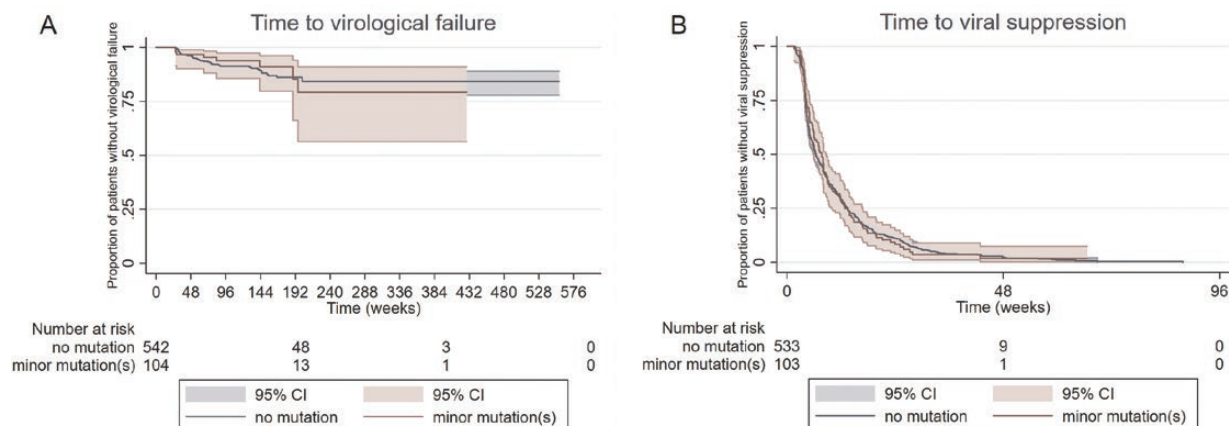 A
Time to virological failure
Proportion of patients without virological failure
1
.75
.5
.25
0
0 48 96 144 192 240 288 336 384 432 480 528 576
Time (weeks)
Number at risk
no mutation 542 48 3 0
minor mutation(s) 104 13 1 0
95% CI 95% CI
no mutation minor mutation(s)
B
Time to viral suppression
Proportion of patients without viral suppression
1
.75
.5
.25
0
0 48 96
Time (weeks)
Number at risk
no mutation 533 9 0
minor mutation(s) 103 1 0
95% CI 95% CI
no mutation minor mutation(s)